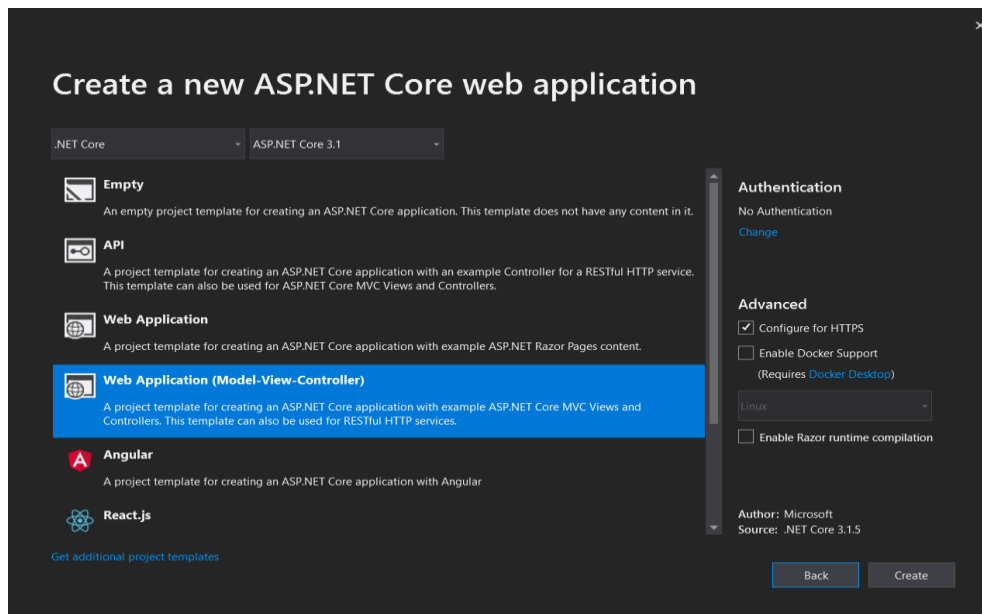 Create a new ASP.NET Core web application
.NET Core
ASP.NET Core 3.1
Empty
An empty project template for creating an ASP.NET Core application. This template does not have any content in it.
API
A project template for creating an ASP.NET Core application with an example Controller for a RESTful HTTP service.
This template can also be used for ASP.NET Core MVC Views and Controllers.
Web Application
A project template for creating an ASP.NET Core application with example ASP.NET Razor Pages content.
Web Application (Model-View-Controller)
A project template for creating an ASP.NET Core application with example ASP.NET Core MVC Views and
Controllers. This template can also be used for RESTful HTTP services.
Angular
A project template for creating an ASP.NET Core application with Angular
React.js
Get additional project templates
Authentication
No Authentication
Change
Advanced
Configure for HTTPS
Enable Docker Support
(Requires Docker Desktop)
Linux
Enable Razor runtime compilation
Author: Microsoft
Source: .NET Core 3.1.5
Back
Create